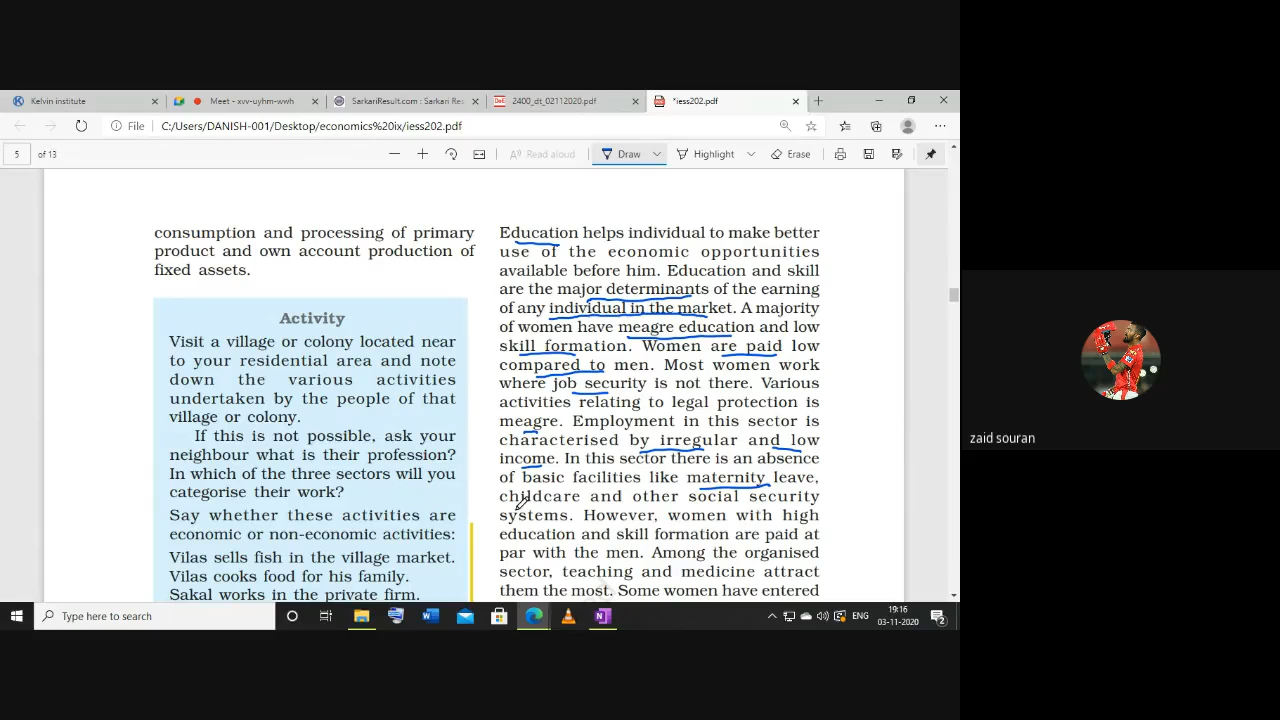 Kelvin institute
Meet - xvv-uyhm-wwh
SarkariResult.com : Sarkari Res
2400_dt_02112020.pdf
*iess202.pdf
File
C:/Users/DANISH-001/Desktop/economics%20ix/iess202.pdf
5 of 13
Read aloud
Draw
Highlight
Erase
consumption and processing of primary
product and own account production of
fixed assets.
Activity
Visit a village or colony located near
to your residential area and note
down the various activities
undertaken by the people of that
village or colony.
If this is not possible, ask your
neighbour what is their profession?
In which of the three sectors will you
categorise their work?
Say whether these activities are
economic or non-economic activities:
Vilas sells fish in the village market.
Vilas cooks food for his family.
Sakal works in the private firm.
Education helps individual to make better
use of the economic opportunities
available before him. Education and skill
are the major determinants of the earning
of any individual in the market. A majority
of women have meagre education and low
skill formation. Women are paid low
compared to men. Most women work
where job security is not there. Various
activities relating to legal protection is
meagre. Employment in this sector is
characterised by irregular and low
income. In this sector there is an absence
of basic facilities like maternity leave,
childcare and other social security
systems. However, women with high
education and skill formation are paid at
par with the men. Among the organised
sector, teaching and medicine attract
them the most. Some women have entered
zaid souran
Type here to search
ENG
19:16
03-11-2020
2